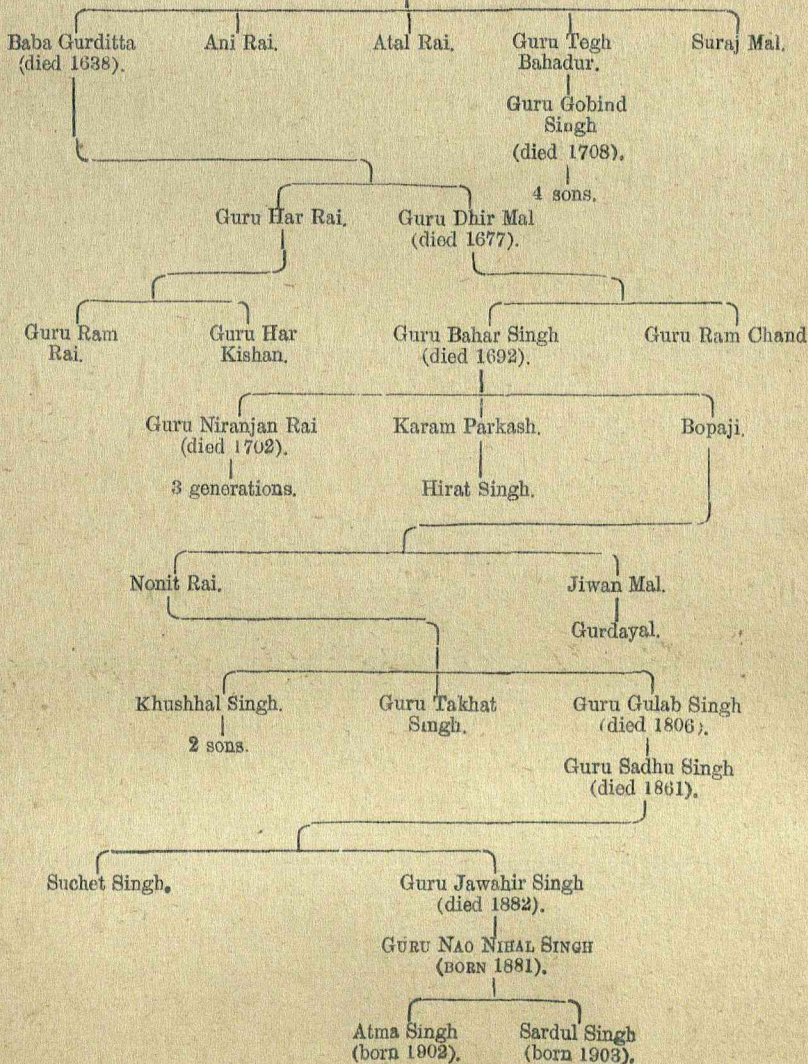 Baba Gurditta
(died 1638).
Ani Rai.
Atal Rai.
Guru Tegh
Bahadur.
Suraj Mal.
Guru Gobind
Singh
(died 1708).
4 sons.
Guru Har Rai.
Guru Dhir Mal
(died 1677).
Guru Ram
Rai.
Guru Har
Kishan.
Guru Bahar Singh
(died 1692).
Guru Ram Chand
Guru Niranjan Rai
(died 1702).
3 generations.
Karam Parkash.
Hirat Singh.
Bopaji.
Nonit Rai.
Jiwan Mal.
Gurdayal.
Khushhal Singh.
2 sons.
Guru Takhat
Singh.
Guru Gulab Singh
(died 1806).
Guru Sadhu Singh
(died 1861).
Suchet Singh.
Guru Jawahir Singh
(died 1882).
GURU NAO NIHAL SINGH
(BORN 1881).
Atma Singh
(born 1902).
Sardul Singh
(born 1903).